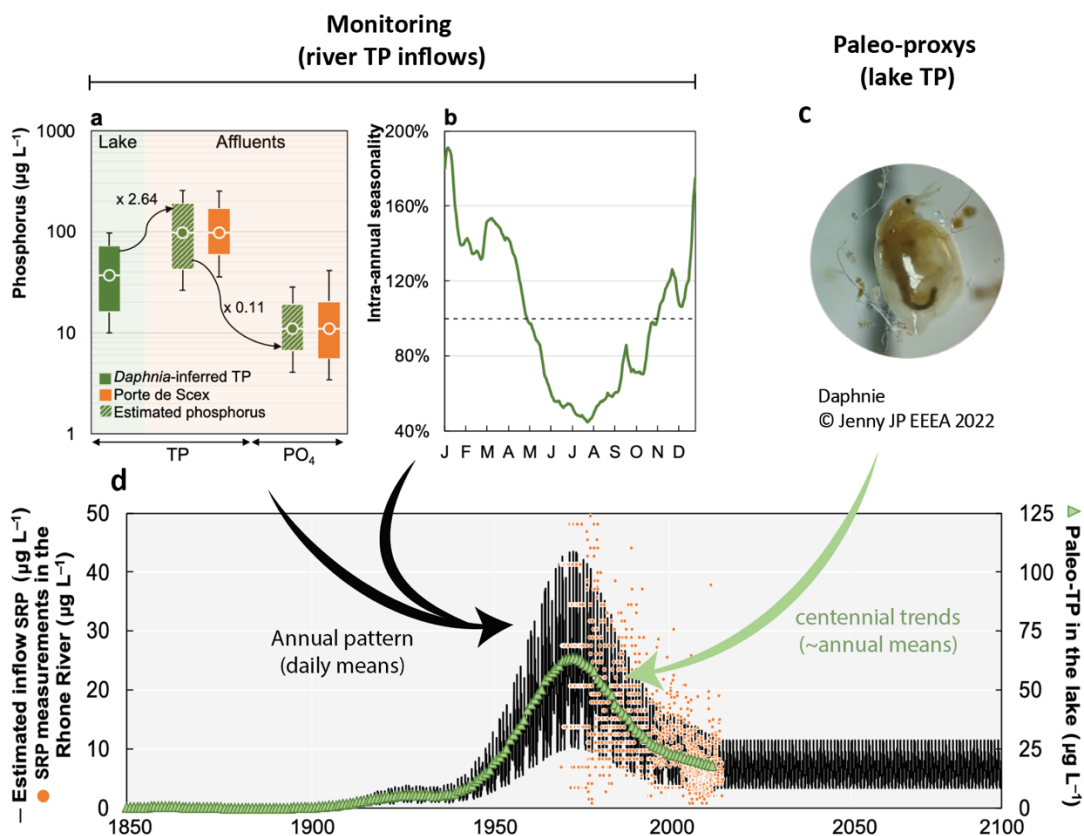 Monitoring
(river TP inflows)
Paleo-proxys
(lake TP)
a
Phosphorus (µg L⁻¹)
1000
100
10
1
Lake
Affluents
x 2.64
x 0.11
Daphnia-inferred TP
Porte de Scex
Estimated phosphorus
TP
PO₄
b
Intra-annual seasonality
200%
160%
120%
80%
40%
J F M A M J J A S O N D
c
Daphnie
© Jenny JP EEEA 2022
d
— Estimated inflow SRP (µg L⁻¹)
SRP measurements in the
Rhone River (µg L⁻¹)
50
40
30
20
10
0
Annual pattern
(daily means)
centennial trends
(~annual means)
125
100
75
50
25
0
Paleo-TP in the lake (µg L⁻¹)
1850 1900 1950 2000 2050 2100